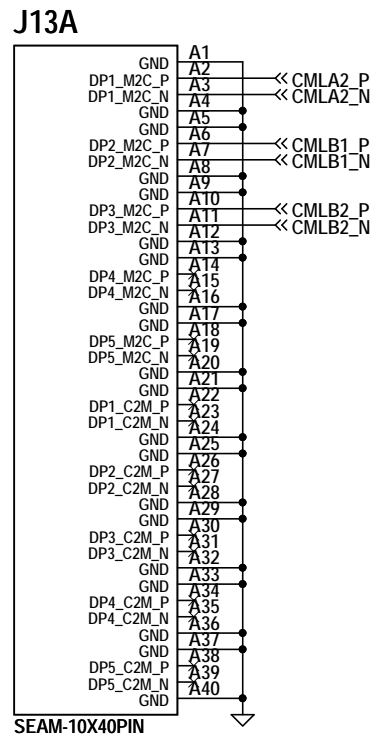 J13A
GND A1
DP1_M2C_P A2 CMLA2_P
DP1_M2C_N A3 CMLA2_N
GND A4
GND A5
DP2_M2C_P A6 CMLB1_P
DP2_M2C_N A7 CMLB1_N
GND A8
GND A9
DP3_M2C_P A10 CMLB2_P
DP3_M2C_N A11 CMLB2_N
GND A12
GND A13
DP4_M2C_P A14
DP4_M2C_N A15
GND A16
GND A17
DP5_M2C_P A18
DP5_M2C_N A19
GND A20
GND A21
DP1_C2M_P A22
DP1_C2M_N A23
GND A24
GND A25
DP2_C2M_P A26
DP2_C2M_N A27
GND A28
GND A29
DP3_C2M_P A30
DP3_C2M_N A31
GND A32
GND A33
DP4_C2M_P A34
DP4_C2M_N A35
GND A36
GND A37
DP5_C2M_P A38
DP5_C2M_N A39
GND A40
SEAM-10X40PIN